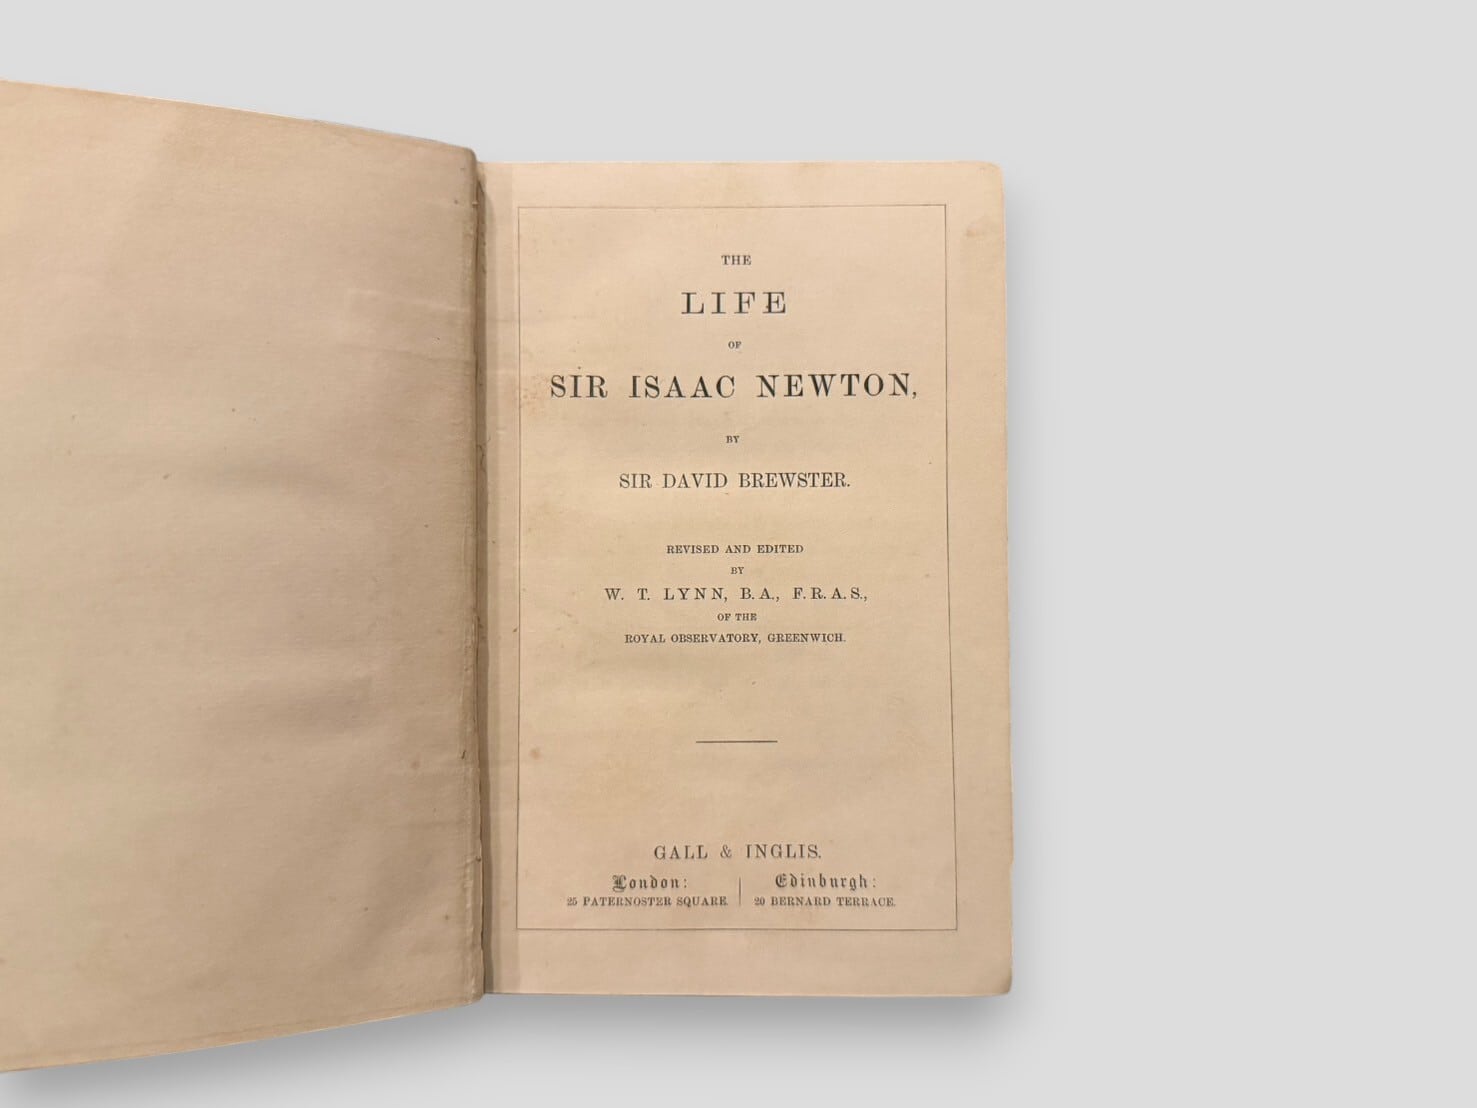 THE
LIFE
OF
SIR ISAAC NEWTON,
BY
SIR DAVID BREWSTER.
REVISED AND EDITED
BY
W. T. LYNN, B.A., F.R.A.S.,
OF THE
ROYAL OBSERVATORY, GREENWICH.
GALL & INGLIS.
London: Edinburgh:
25 PATERNOSTER SQUARE. 20 BERNARD TERRACE.